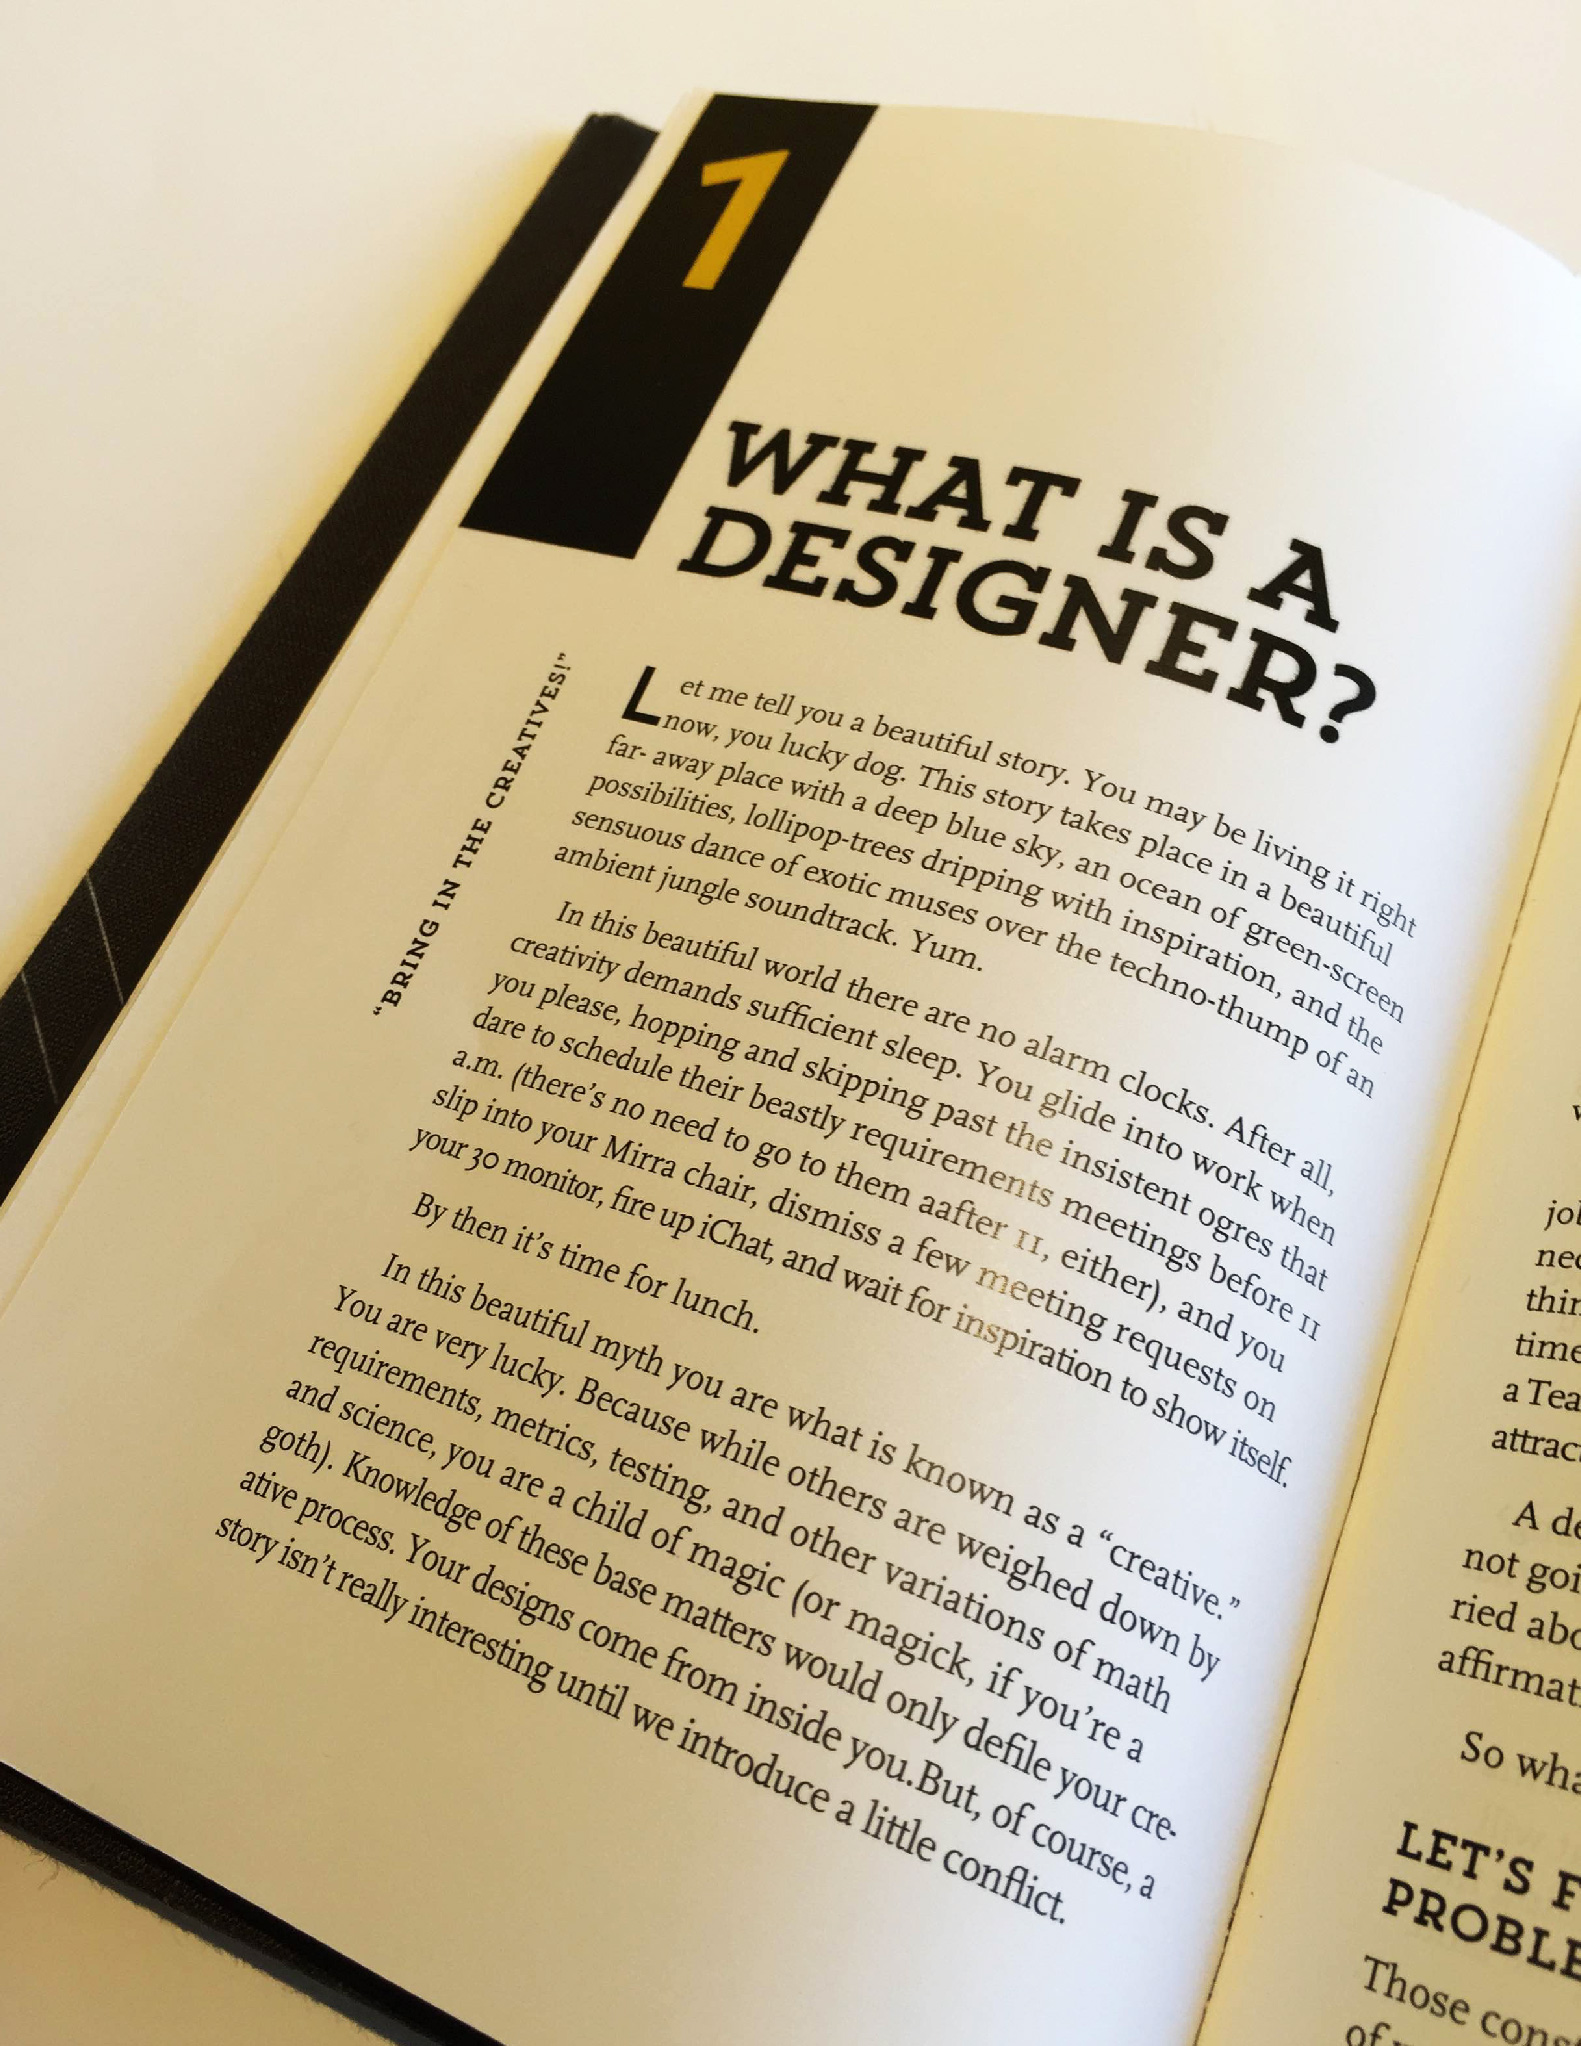 1
WHAT IS A
DESIGNER?
"BRING IN THE CREATIVES!"
Let me tell you a beautiful story. You may be living it right
now, you lucky dog. This story takes place in a beautiful
far- away place with a deep blue sky, an ocean of green-screen
possibilities, lollipop-trees dripping with inspiration, and the
sensuous dance of exotic muses over the techno-thump of an
ambient jungle soundtrack. Yum.
In this beautiful world there are no alarm clocks. After all,
creativity demands sufficient sleep. You glide into work when
you please, hopping and skipping past the insistent ogres that
dare to schedule their beastly requirements meetings before 11
a.m. (there's no need to go to them aafter 11, either), and you
slip into your Mirra chair, dismiss a few meeting requests on
your 30 monitor, fire up iChat, and wait for inspiration to show itself.
By then it's time for lunch.
In this beautiful myth you are what is known as a “creative.”
You are very lucky. Because while others are weighed down by
requirements, metrics, testing, and other variations of math
and science, you are a child of magic (or magick, if you're a
goth). Knowledge of these base matters would only defile your cre-
ative process. Your designs come from inside you.But, of course, a
story isn't really interesting until we introduce a little conflict.
A de
not goi
ried abo
affirmat
So wha
LET'S F
PROBLE
Those const